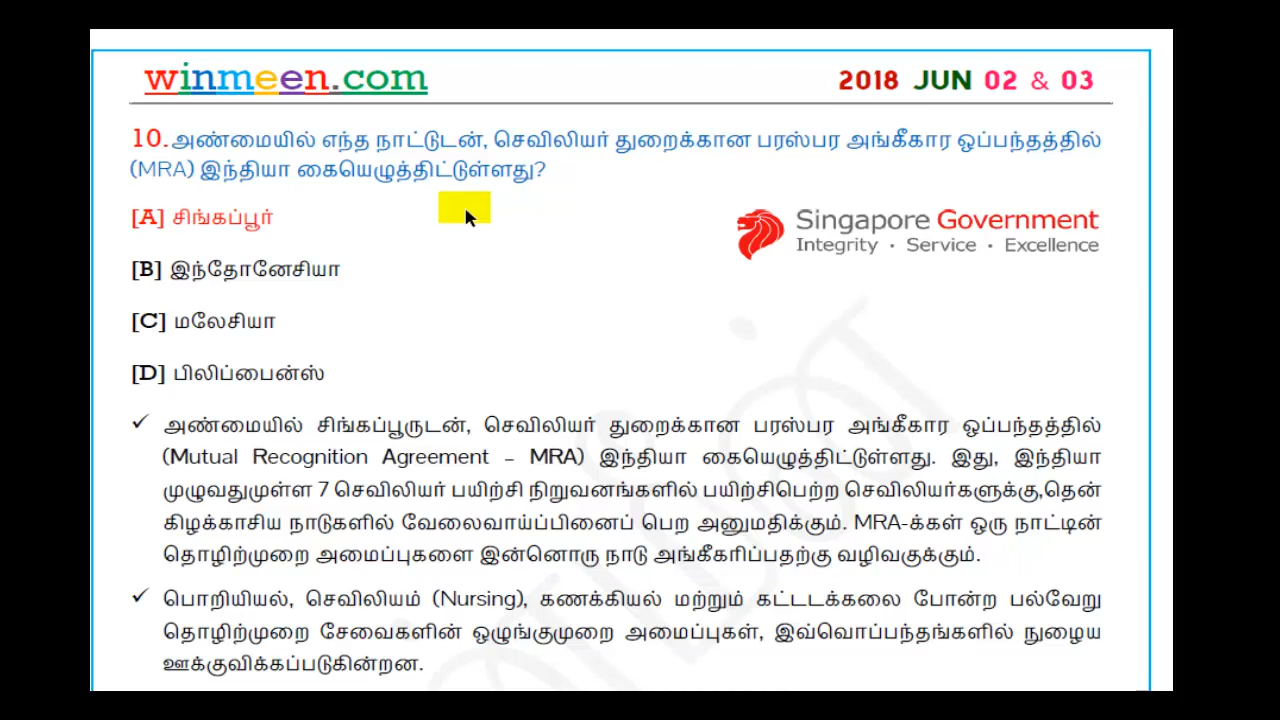 winmeen.com 2018 JUN 02 & 03
10. அண்மையில் எந்த நாட்டுடன், செவிலியர் துறைக்கான பரஸ்பர அங்கீகார ஒப்பந்தத்தில்
(MRA) இந்தியா கையெழுத்திட்டுள்ளது?
[A] சிங்கப்பூர்
Singapore Government
Integrity · Service · Excellence
[B] இந்தோனேசியா
[C] மலேசியா
[D] பிலிப்பைன்ஸ்
✓ அண்மையில் சிங்கப்பூருடன், செவிலியர் துறைக்கான பரஸ்பர அங்கீகார ஒப்பந்தத்தில்
(Mutual Recognition Agreement – MRA) இந்தியா கையெழுத்திட்டுள்ளது. இது, இந்தியா
முழுவதுமுள்ள 7 செவிலியர் பயிற்சி நிறுவனங்களில் பயிற்சிபெற்ற செவிலியர்களுக்கு,தென்
கிழக்காசிய நாடுகளில் வேலைவாய்ப்பினைப் பெற அனுமதிக்கும். MRA-க்கள் ஒரு நாட்டின்
தொழிற்முறை அமைப்புகளை இன்னொரு நாடு அங்கீகரிப்பதற்கு வழிவகுக்கும்.
✓ பொறியியல், செவிலியம் (Nursing), கணக்கியல் மற்றும் கட்டடக்கலை போன்ற பல்வேறு
தொழிற்முறை சேவைகளின் ஒழுங்குமுறை அமைப்புகள், இவ்வொப்பந்தங்களில் நுழைய
ஊக்குவிக்கப்படுகின்றன.